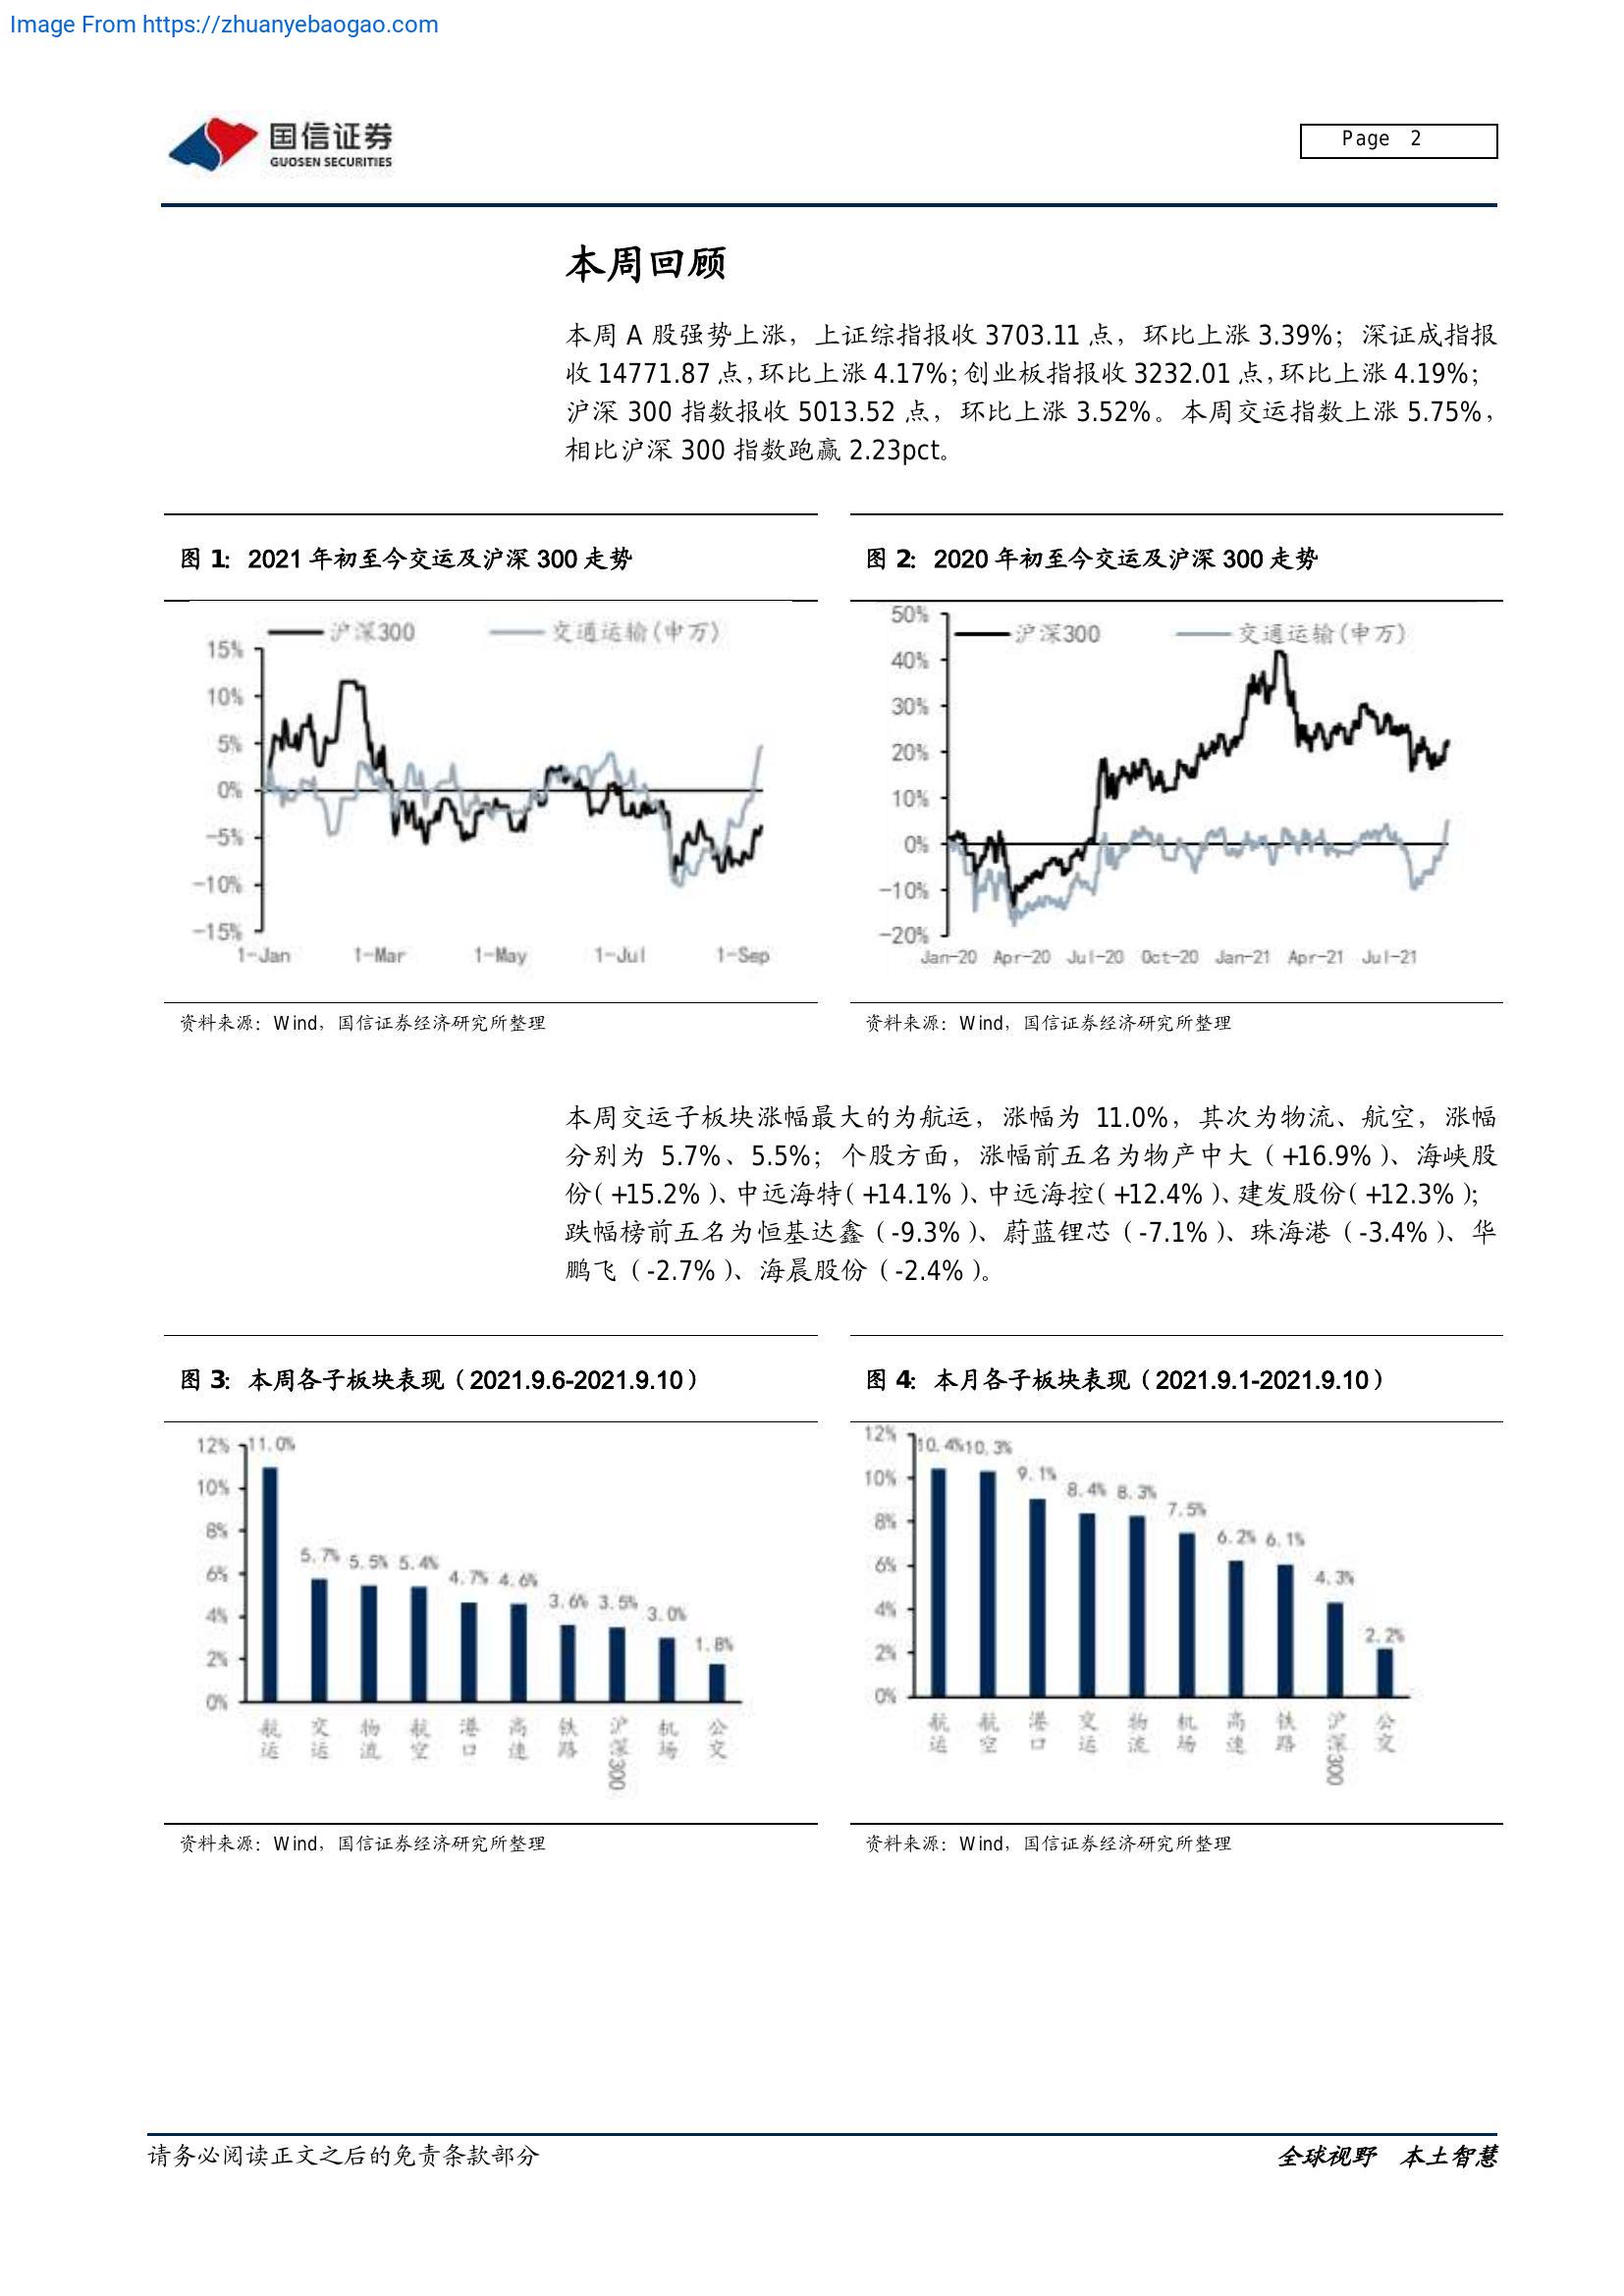 Image From https://zhuanyebaogao.com
国信证券
GUOSEN SECURITIES
Page 2
本周回顾
本周 A 股强势上涨，上证综指报收 3703.11 点，环比上涨 3.39%；深证成指报
收 14771.87 点，环比上涨 4.17%；创业板指报收 3232.01 点，环比上涨 4.19%；
沪深 300 指数报收 5013.52 点，环比上涨 3.52%。本周交运指数上涨 5.75%，
相比沪深 300 指数跑赢 2.23pct。
图 1：2021 年初至今交运及沪深 300 走势
沪深300 交通运输(申万)
15%
10%
5%
0%
-5%
-10%
-15%
1-Jan 1-Mar 1-May 1-Jul 1-Sep
资料来源：Wind，国信证券经济研究所整理
图 2：2020 年初至今交运及沪深 300 走势
沪深300 交通运输(申万)
50%
40%
30%
20%
10%
0%
-10%
-20%
Jan-20 Apr-20 Jul-20 Oct-20 Jan-21 Apr-21 Jul-21
资料来源：Wind，国信证券经济研究所整理
本周交运子板块涨幅最大的为航运，涨幅为 11.0%，其次为物流、航空，涨幅
分别为 5.7%、5.5%；个股方面，涨幅前五名为物产中大（+16.9%）、海峡股
份（+15.2%）、中远海特（+14.1%）、中远海控（+12.4%）、建发股份（+12.3%）；
跌幅榜前五名为恒基达鑫（-9.3%）、蔚蓝锂芯（-7.1%）、珠海港（-3.4%）、华
鹏飞（-2.7%）、海晨股份（-2.4%）。
图 3：本周各子板块表现（2021.9.6-2021.9.10）
12%
10%
8%
6%
4%
2%
0%
11.0% 5.7% 5.5% 5.4% 4.7% 4.6% 3.6% 3.5% 3.0% 1.8%
航运 交运 物流 航空 港口 高速 铁路 沪深300 机场 公交
资料来源：Wind，国信证券经济研究所整理
图 4：本月各子板块表现（2021.9.1-2021.9.10）
12%
10%
8%
6%
4%
2%
0%
10.4% 10.3% 9.1% 8.4% 8.3% 7.5% 6.2% 6.1% 4.3% 2.2%
航运 航空 港口 交运 物流 机场 高速 铁路 沪深300 公交
资料来源：Wind，国信证券经济研究所整理
请务必阅读正文之后的免责条款部分
全球视野 本土智慧